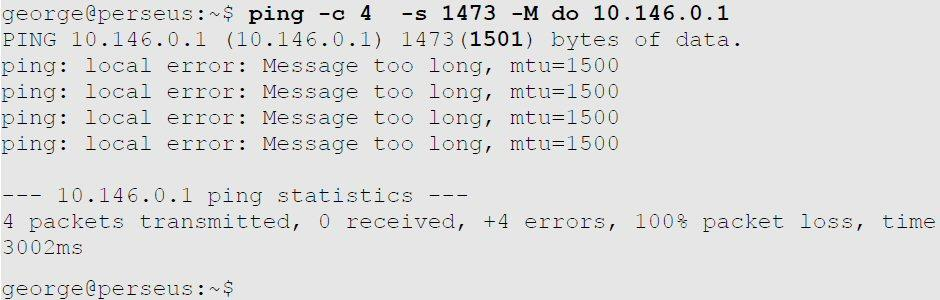 george@perseus:~$ ping -c 4  -s 1473 -M do 10.146.0.1
PING 10.146.0.1 (10.146.0.1) 1473(1501) bytes of data.
ping: local error: Message too long, mtu=1500
ping: local error: Message too long, mtu=1500
ping: local error: Message too long, mtu=1500
ping: local error: Message too long, mtu=1500
--- 10.146.0.1 ping statistics ---
4 packets transmitted, 0 received, +4 errors, 100% packet loss, time
3002ms
george@perseus:~$